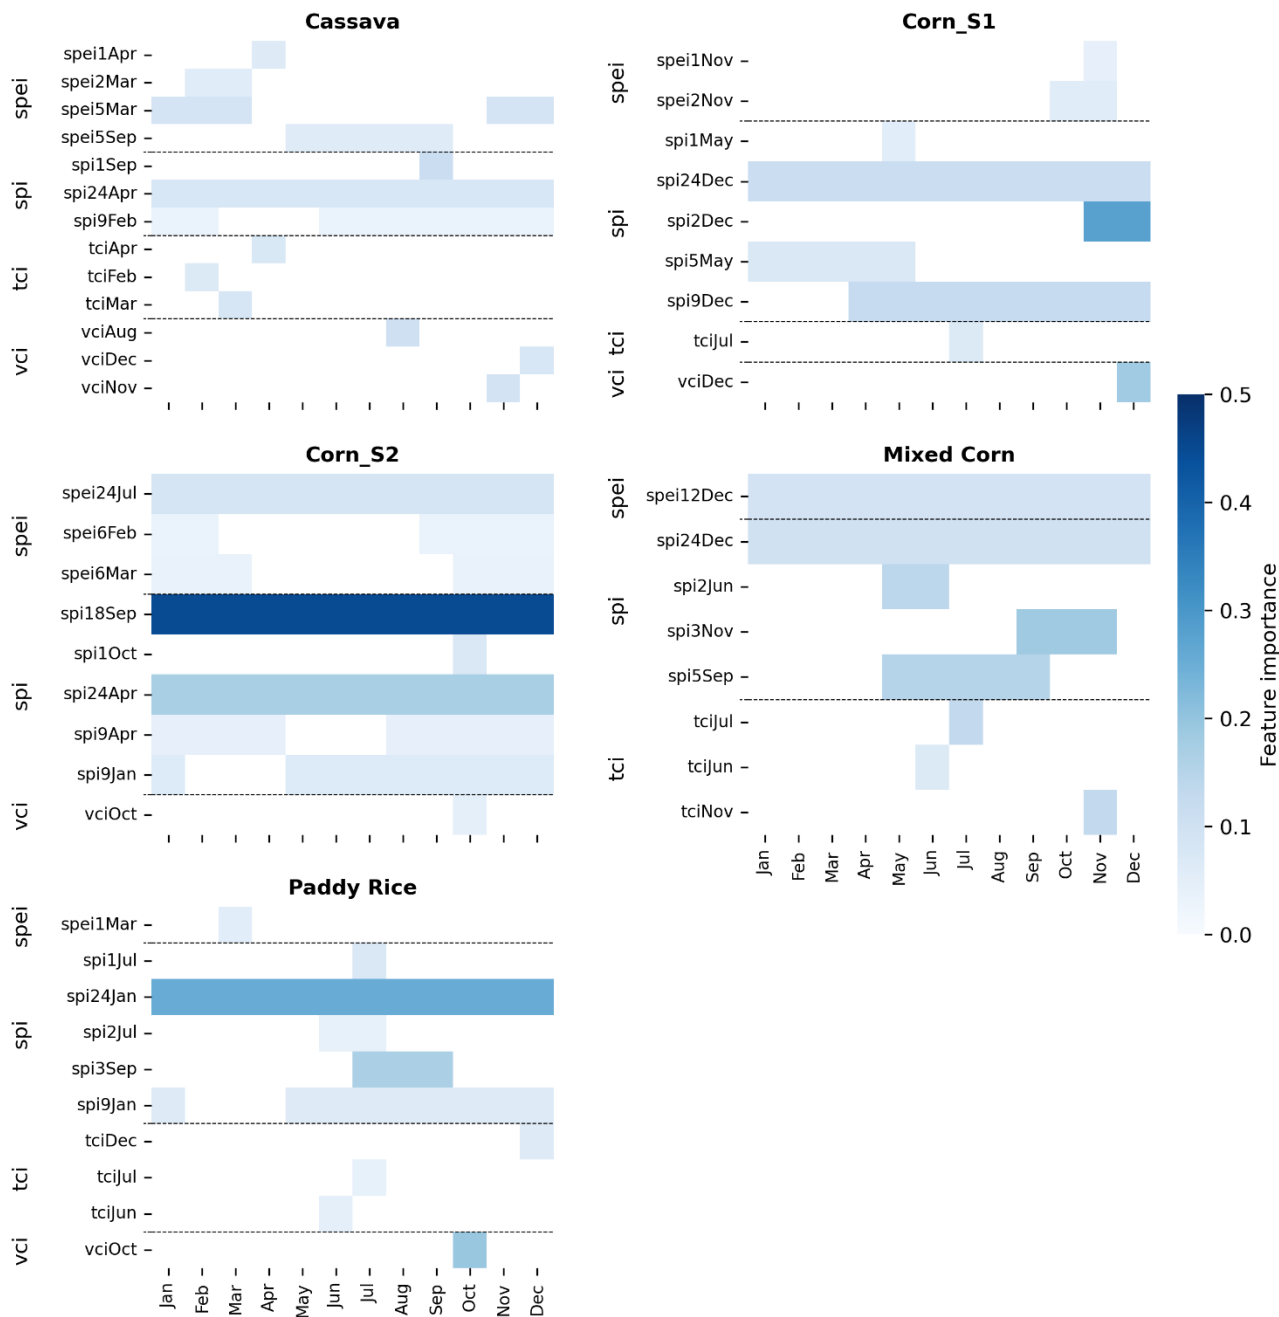 Cassava
spei
spei1Apr
spei2Mar
spei5Mar
spei5Sep
spi
spi1Sep
spi24Apr
spi9Feb
tci
tciApr
tciFeb
tciMar
vci
vciAug
vciDec
vciNov
Corn_S1
spei
spei1Nov
spei2Nov
spi
spi1May
spi24Dec
spi2Dec
spi5May
spi9Dec
tci
tciJul
vci
vciDec
Corn_S2
spei
spei24Jul
spei6Feb
spei6Mar
spi
spi18Sep
spi1Oct
spi24Apr
spi9Apr
spi9Jan
vci
vciOct
Mixed Corn
spei
spei12Dec
spi
spi24Dec
spi2Jun
spi3Nov
spi5Sep
tci
tciJul
tciJun
tciNov
Jan
Feb
Mar
Apr
May
Jun
Jul
Aug
Sep
Oct
Nov
Dec
Paddy Rice
spei
spei1Mar
spi
spi1Jul
spi24Jan
spi2Jul
spi3Sep
spi9Jan
tci
tciDec
tciJul
tciJun
vci
vciOct
Jan
Feb
Mar
Apr
May
Jun
Jul
Aug
Sep
Oct
Nov
Dec
0.5
0.4
0.3
0.2
0.1
0.0
Feature importance